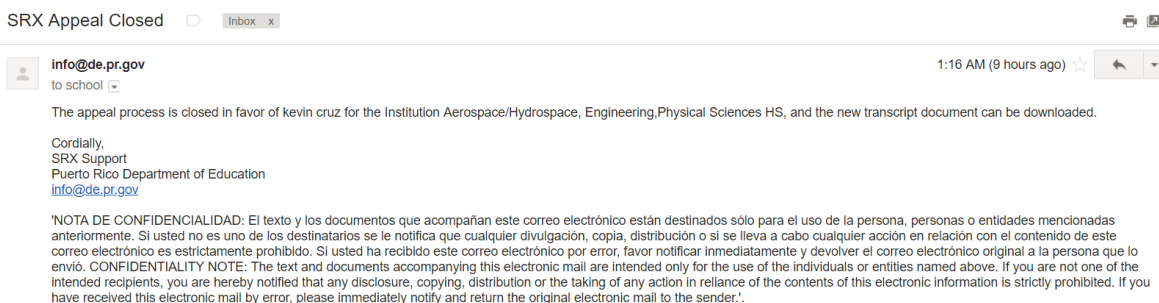 SRX Appeal Closed Inbox x
info@de.pr.gov 1:16 AM (9 hours ago)
to school
The appeal process is closed in favor of kevin cruz for the Institution Aerospace/Hydrospace, Engineering,Physical Sciences HS, and the new transcript document can be downloaded.
Cordially,
SRX Support
Puerto Rico Department of Education
info@de.pr.gov
'NOTA DE CONFIDENCIALIDAD: El texto y los documentos que acompañan este correo electrónico están destinados sólo para el uso de la persona, personas o entidades mencionadas
anteriormente. Si usted no es uno de los destinatarios se le notifica que cualquier divulgación, copia, distribución o si se lleva a cabo cualquier acción en relación con el contenido de este
correo electrónico es estrictamente prohibido. Si usted ha recibido este correo electrónico por error, favor notificar inmediatamente y devolver el correo electrónico original a la persona que lo
envió. CONFIDENTIALITY NOTE: The text and documents accompanying this electronic mail are intended only for the use of the individuals or entities named above. If you are not one of the
intended recipients, you are hereby notified that any disclosure, copying, distribution or the taking of any action in reliance of the contents of this electronic information is strictly prohibited. If you
have received this electronic mail by error, please immediately notify and return the original electronic mail to the sender.'.